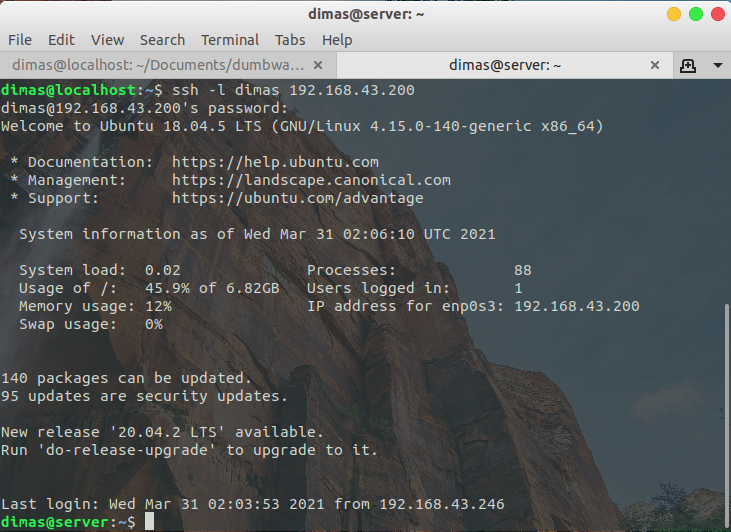 dimas@server: ~
File Edit View Search Terminal Tabs Help
dimas@localhost: ~/Documents/dumbwa... × dimas@server: ~ ×
dimas@localhost:~$ ssh -l dimas 192.168.43.200
dimas@192.168.43.200's password:
Welcome to Ubuntu 18.04.5 LTS (GNU/Linux 4.15.0-140-generic x86_64)
* Documentation: https://help.ubuntu.com
* Management: https://landscape.canonical.com
* Support: https://ubuntu.com/advantage
System information as of Wed Mar 31 02:06:10 UTC 2021
System load: 0.02 Processes: 88
Usage of /: 45.9% of 6.82GB Users logged in: 1
Memory usage: 12% IP address for enp0s3: 192.168.43.200
Swap usage: 0%
140 packages can be updated.
95 updates are security updates.
New release '20.04.2 LTS' available.
Run 'do-release-upgrade' to upgrade to it.
Last login: Wed Mar 31 02:03:53 2021 from 192.168.43.246
dimas@server:~$